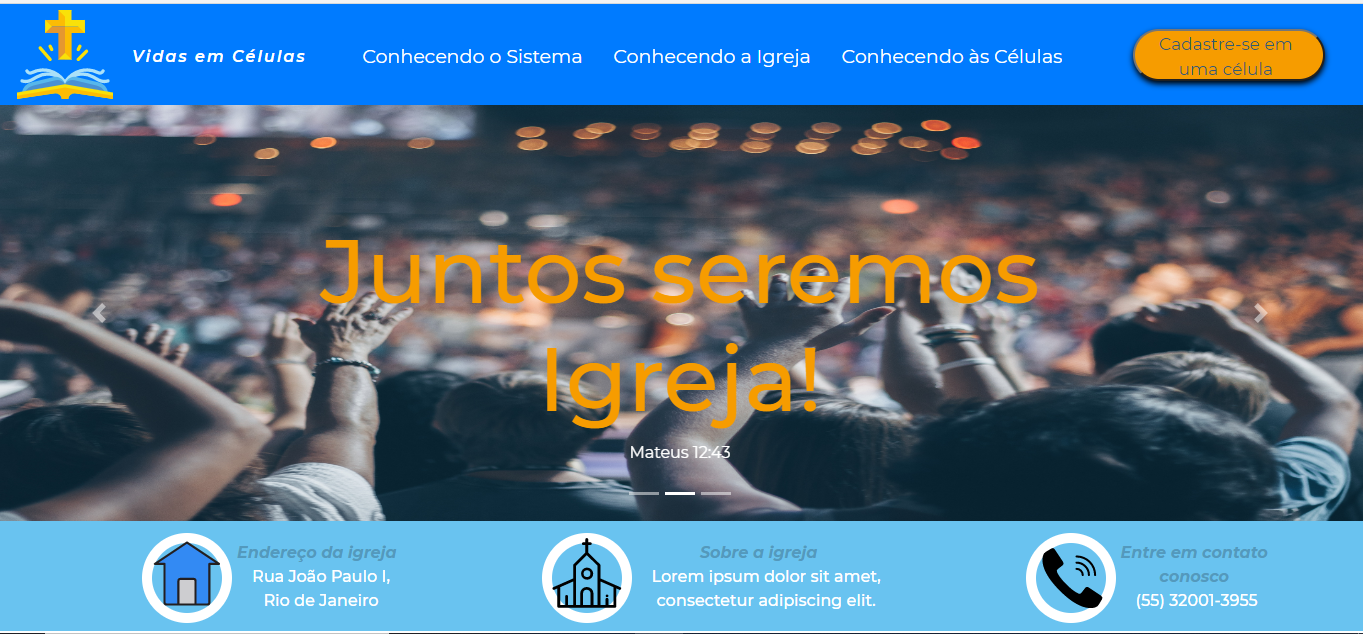 Vidas em Células
Conhecendo o Sistema
Conhecendo a Igreja
Conhecendo às Células
Cadastre-se em
uma célula
Juntos seremos
Igreja!
Mateus 12:43
Endereço da igreja
Rua João Paulo I,
Rio de Janeiro
Sobre a igreja
Lorem ipsum dolor sit amet,
consectetur adipiscing elit.
Entre em contato
conosco
(55) 32001-3955